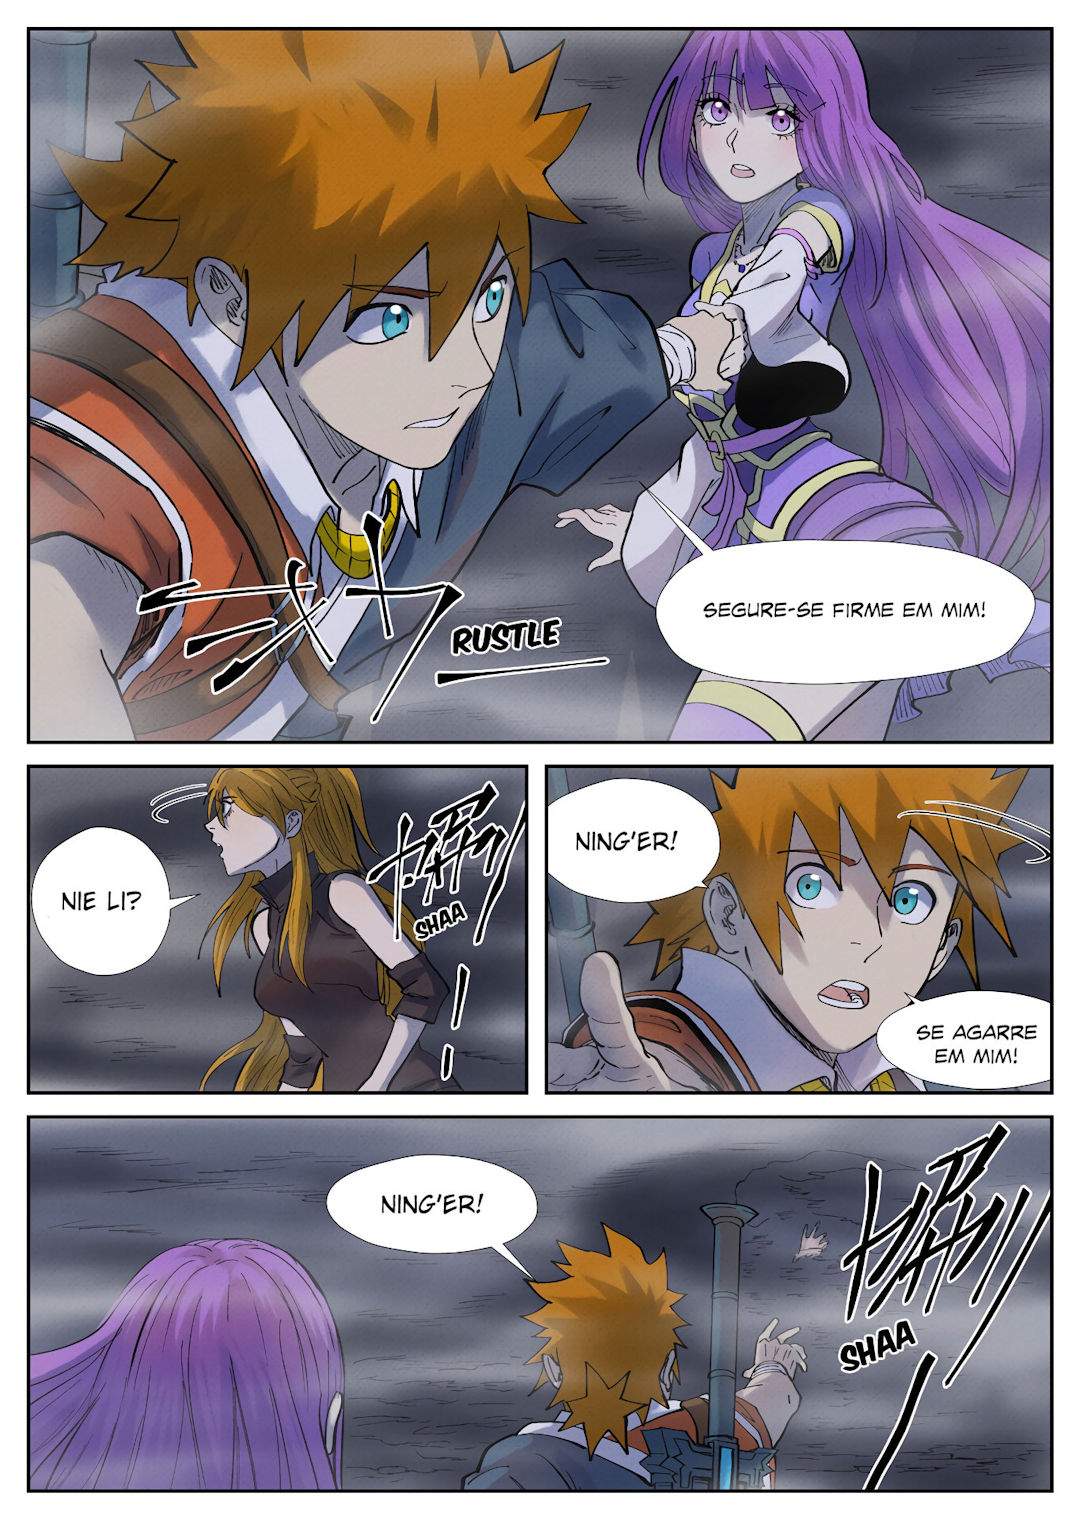 SEGURE-SE FIRME EM MIM!
RUSTLE
NIE LI?
SHAA
NING'ER!
SE AGARRE
EM MIM!
NING'ER!
SHAA